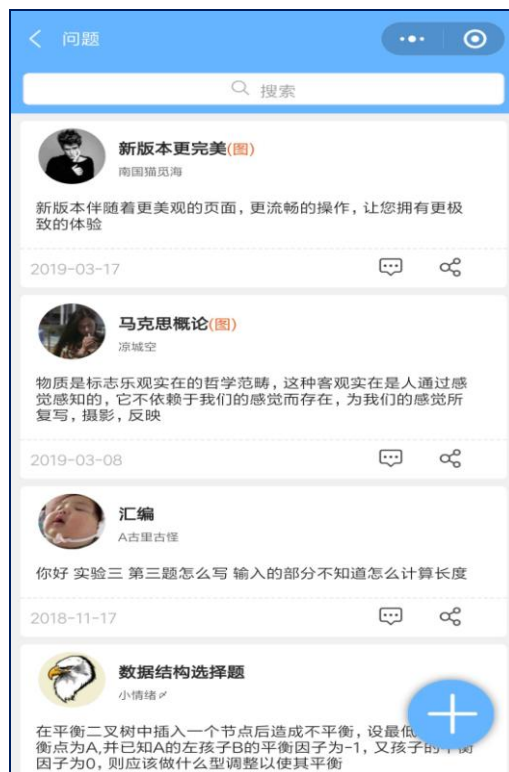 问题
搜索
新版本更完美(图)
南国猫觅海
新版本伴随着更美观的页面，更流畅的操作，让您拥有更极
致的体验
2019-03-17
马克思概论(图)
凉城空
物质是标志乐观实在的哲学范畴，这种客观实在是人通过感
觉感知的，它不依赖于我们的感觉而存在，为我们的感觉所
复写，摄影，反映
2019-03-08
汇编
A古里古怪
你好 实验三 第三题怎么写 输入的部分不知道怎么计算长度
2018-11-17
数据结构选择题
小情绪
在平衡二叉树中插入一个节点后造成不平衡，设最低
衡点为A,并已知A的左孩子B的平衡因子为-1，又孩子的平衡
因子为0，则应该做什么型调整以使其平衡